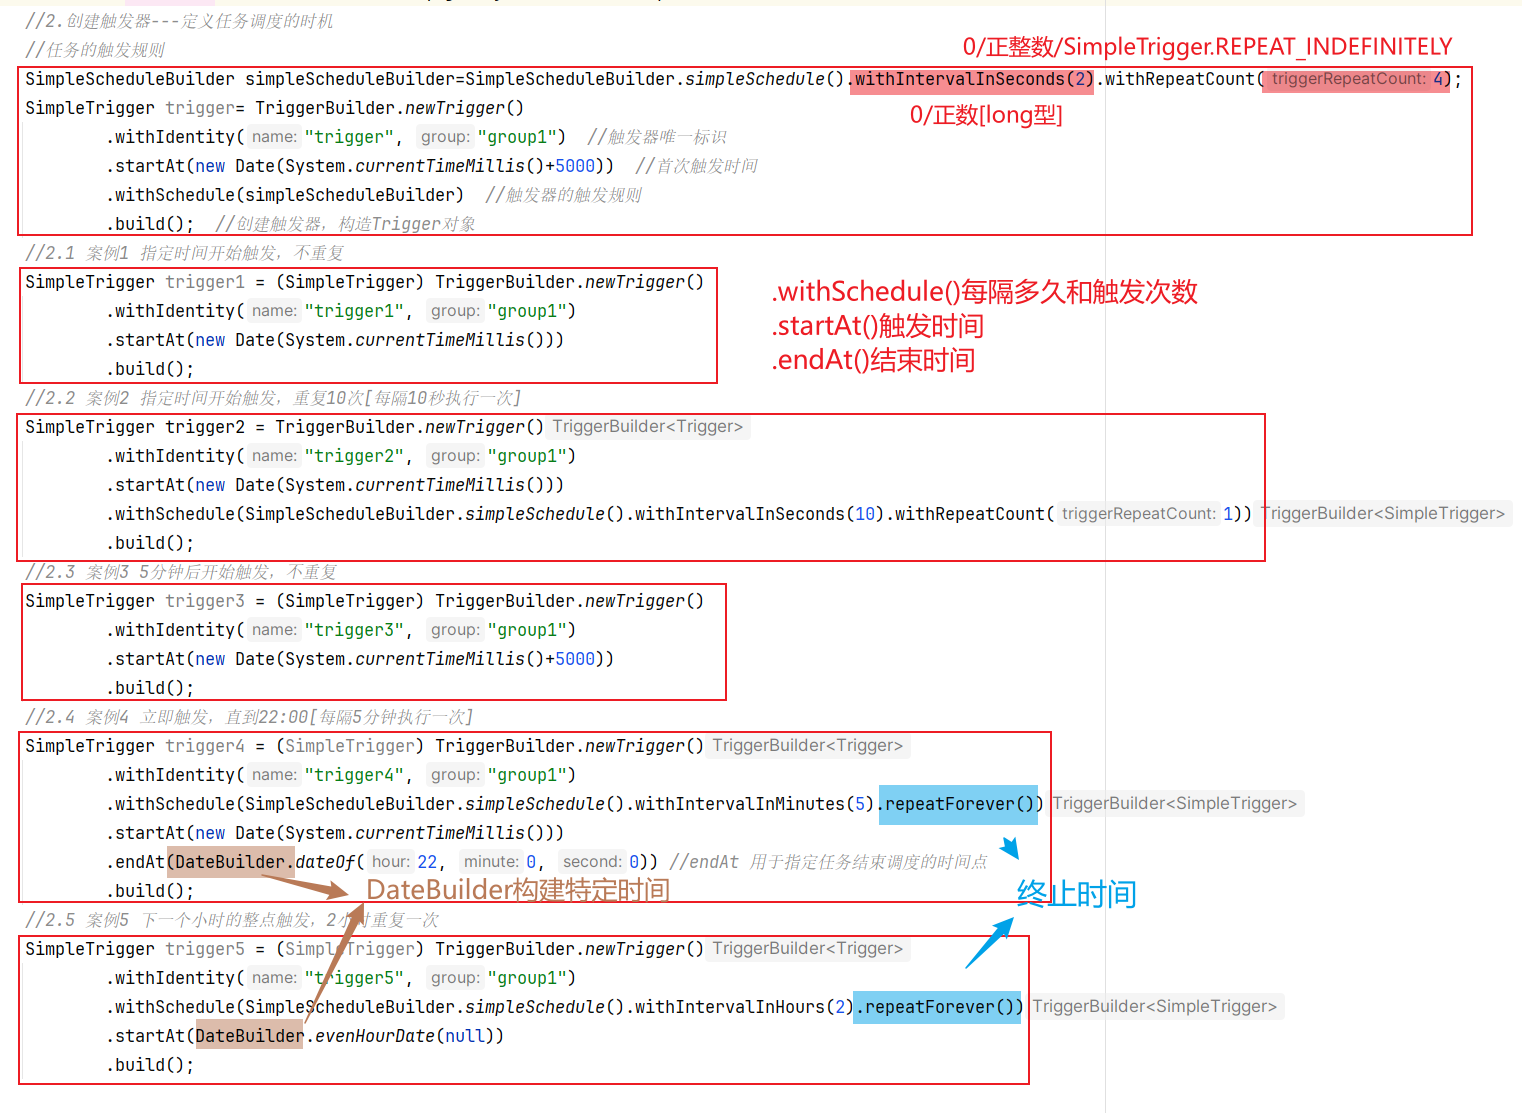 //2.创建触发器---定义任务调度的时机
//任务的触发规则
0/正整数/SimpleTrigger.REPEAT_INDEFINITELY
SimpleScheduleBuilder simpleScheduleBuilder=SimpleScheduleBuilder.simpleSchedule().withIntervalInSeconds(2).withRepeatCount( triggerRepeatCount: 4);
SimpleTrigger trigger= TriggerBuilder.newTrigger()
0/正数[long型]
.withIdentity( name: "trigger", group: "group1") //触发器唯一标识
.startAt(new Date(System.currentTimeMillis()+5000)) //首次触发时间
.withSchedule(simpleScheduleBuilder) //触发器的触发规则
.build(); //创建触发器，构造Trigger对象
//2.1 案例1 指定时间开始触发，不重复
SimpleTrigger trigger1 = (SimpleTrigger) TriggerBuilder.newTrigger()
.withIdentity( name: "trigger1", group: "group1")
.startAt(new Date(System.currentTimeMillis()))
.build();
.withSchedule()每隔多久和触发次数
.startAt()触发时间
.endAt()结束时间
//2.2 案例2 指定时间开始触发，重复10次[每隔10秒执行一次]
SimpleTrigger trigger2 = TriggerBuilder.newTrigger() TriggerBuilder<Trigger>
.withIdentity( name: "trigger2", group: "group1")
.startAt(new Date(System.currentTimeMillis()))
.withSchedule(SimpleScheduleBuilder.simpleSchedule().withIntervalInSeconds(10).withRepeatCount( triggerRepeatCount: 1)) TriggerBuilder<SimpleTrigger>
.build();
//2.3 案例3 5分钟后开始触发，不重复
SimpleTrigger trigger3 = (SimpleTrigger) TriggerBuilder.newTrigger()
.withIdentity( name: "trigger3", group: "group1")
.startAt(new Date(System.currentTimeMillis()+5000))
.build();
//2.4 案例4 立即触发，直到22:00[每隔5分钟执行一次]
SimpleTrigger trigger4 = (SimpleTrigger) TriggerBuilder.newTrigger() TriggerBuilder<Trigger>
.withIdentity( name: "trigger4", group: "group1")
.withSchedule(SimpleScheduleBuilder.simpleSchedule().withIntervalInMinutes(5).repeatForever()) TriggerBuilder<SimpleTrigger>
.startAt(new Date(System.currentTimeMillis()))
.endAt(DateBuilder.dateOf( hour: 22, minute: 0, second: 0)) //endAt 用于指定任务结束调度的时间点
.build();
DateBuilder构建特定时间
终止时间
//2.5 案例5 下一个小时的整点触发，2小时重复一次
SimpleTrigger trigger5 = (SimpleTrigger) TriggerBuilder.newTrigger() TriggerBuilder<Trigger>
.withIdentity( name: "trigger5", group: "group1")
.withSchedule(SimpleScheduleBuilder.simpleSchedule().withIntervalInHours(2).repeatForever()) TriggerBuilder<SimpleTrigger>
.startAt(DateBuilder.evenHourDate(null))
.build();